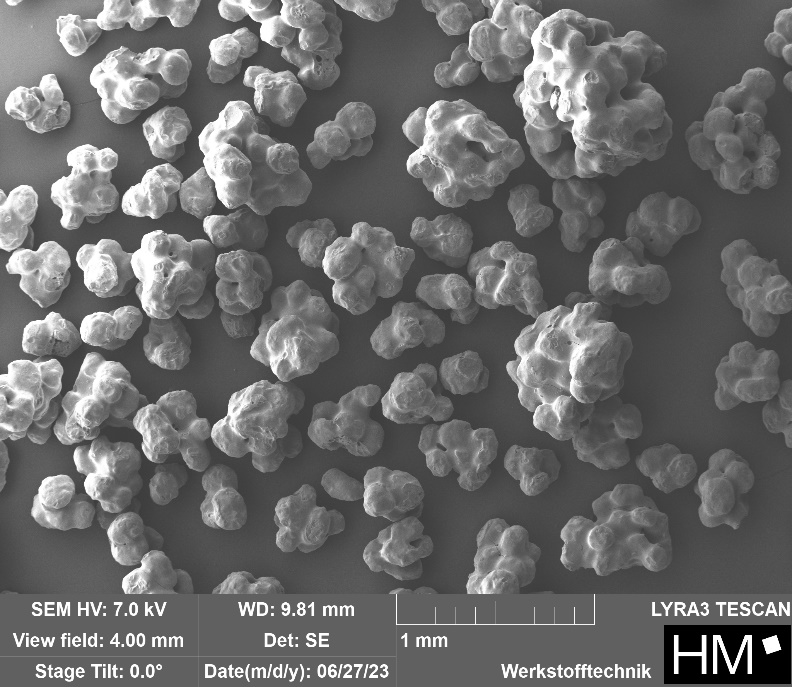 SEM HV: 7.0 kV
WD: 9.81 mm
LYRA3 TESCAN
View field: 4.00 mm
Det: SE
1 mm
Stage Tilt: 0.0°
Date(m/d/y): 06/27/23
Werkstofftechnik
HM